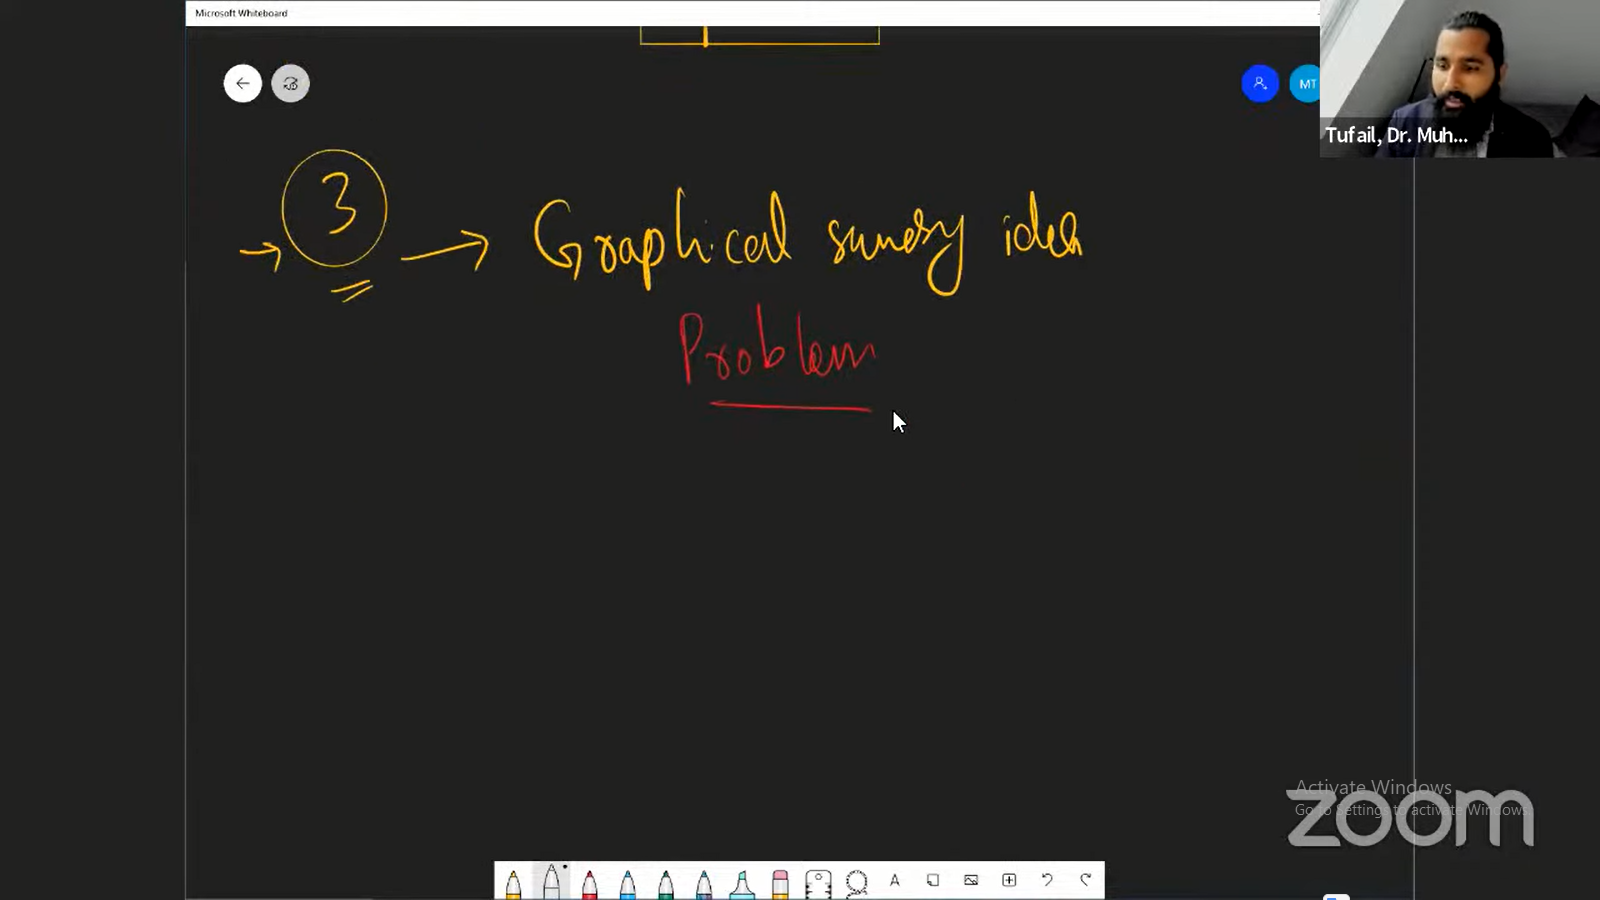 Microsoft Whiteboard
MT
Tufail, Dr. Muh...
3
Graphical idea
Problem
Activate Windows
Go to Settings to activate Windows.
zoom
A